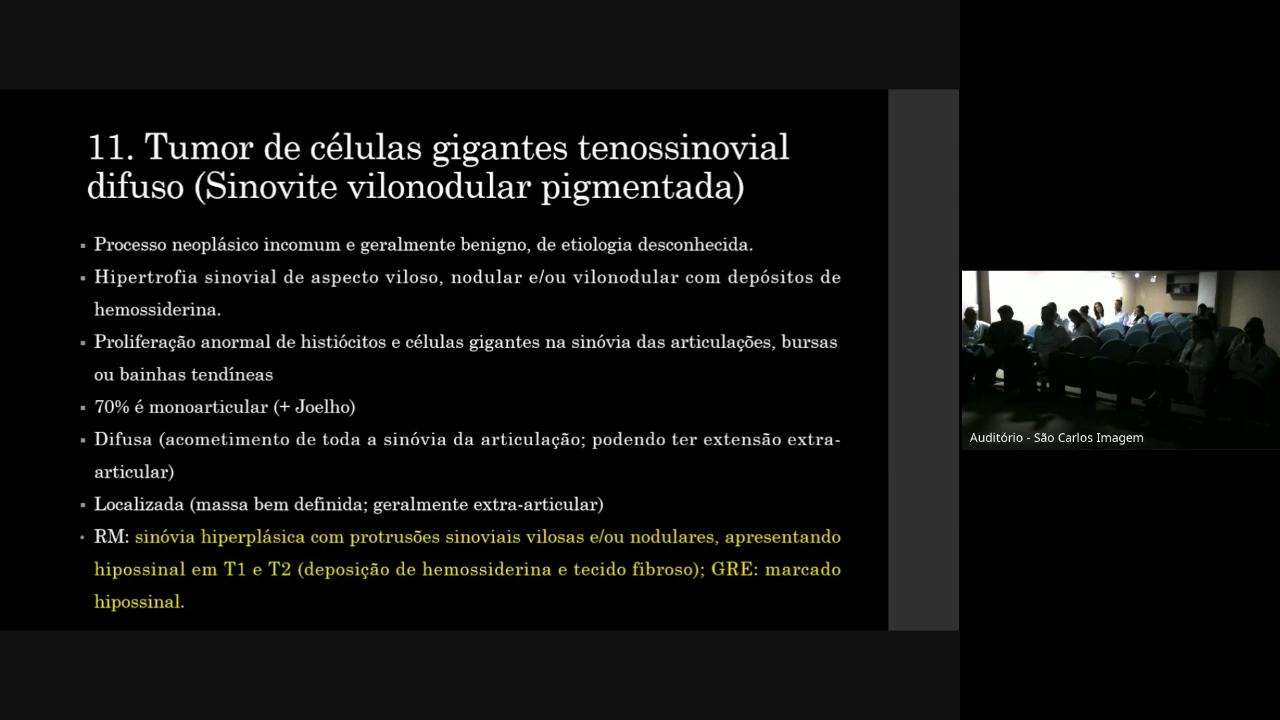 11. Tumor de células gigantes tenossinovial
difuso (Sinovite vilonodular pigmentada)
▪ Processo neoplásico incomum e geralmente benigno, de etiologia desconhecida.
▪ Hipertrofia sinovial de aspecto viloso, nodular e/ou vilonodular com depósitos de
hemossiderina.
▪ Proliferação anormal de histiócitos e células gigantes na sinóvia das articulações, bursas
ou bainhas tendíneas
▪ 70% é monoarticular (+ Joelho)
▪ Difusa (acometimento de toda a sinóvia da articulação; podendo ter extensão extra-
articular)
▪ Localizada (massa bem definida; geralmente extra-articular)
▪ RM: sinóvia hiperplásica com protrusões sinoviais vilosas e/ou nodulares, apresentando
hipossinal em T1 e T2 (deposição de hemossiderina e tecido fibroso); GRE: marcado
hipossinal.
Auditório - São Carlos Imagem